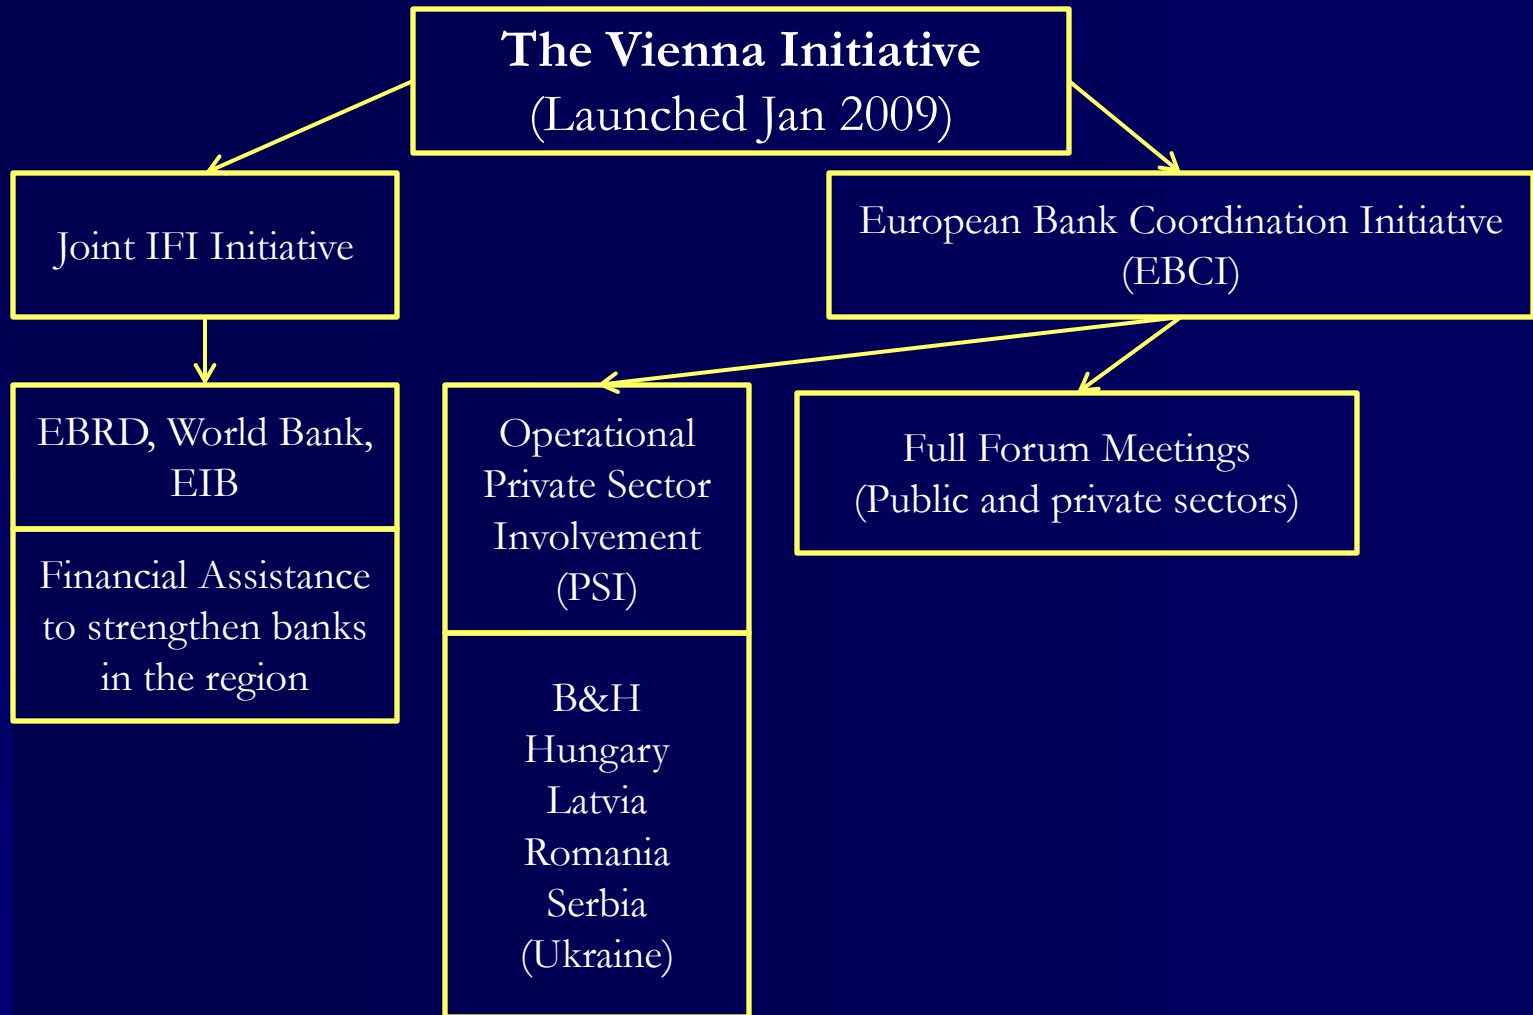 The Vienna Initiative
(Launched Jan 2009)
Joint IFI Initiative
European Bank Coordination Initiative
(EBCI)
EBRD, World Bank,
EIB
Financial Assistance
to strengthen banks
in the region
Operational
Private Sector
Involvement
(PSI)
B&H
Hungary
Latvia
Romania
Serbia
(Ukraine)
Full Forum Meetings
(Public and private sectors)